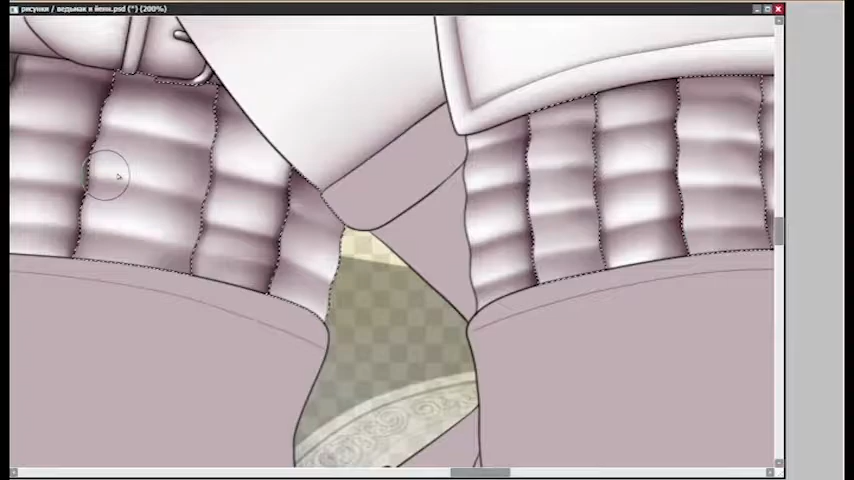 рисунки / ведьмак и йенн.psd (*) (200%)